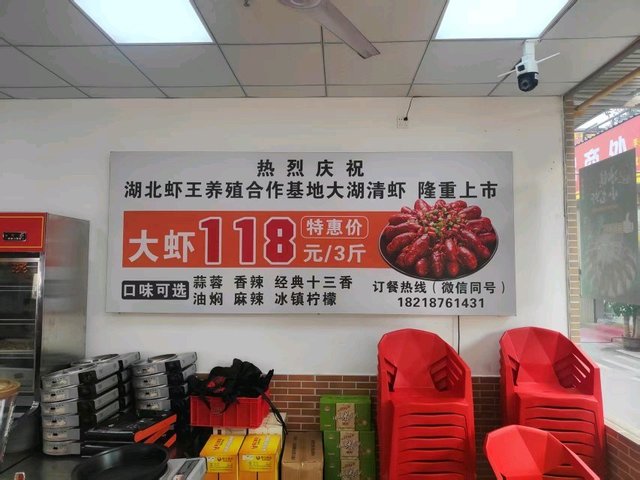 热烈庆祝
湖北虾王养殖合作基地大湖清虾 隆重上市
大虾118特惠价
元/3斤
口味可选
蒜蓉 香辣 经典十三香
油焖 麻辣 冰镇柠檬
订餐热线(微信同号)
18218761431
商外